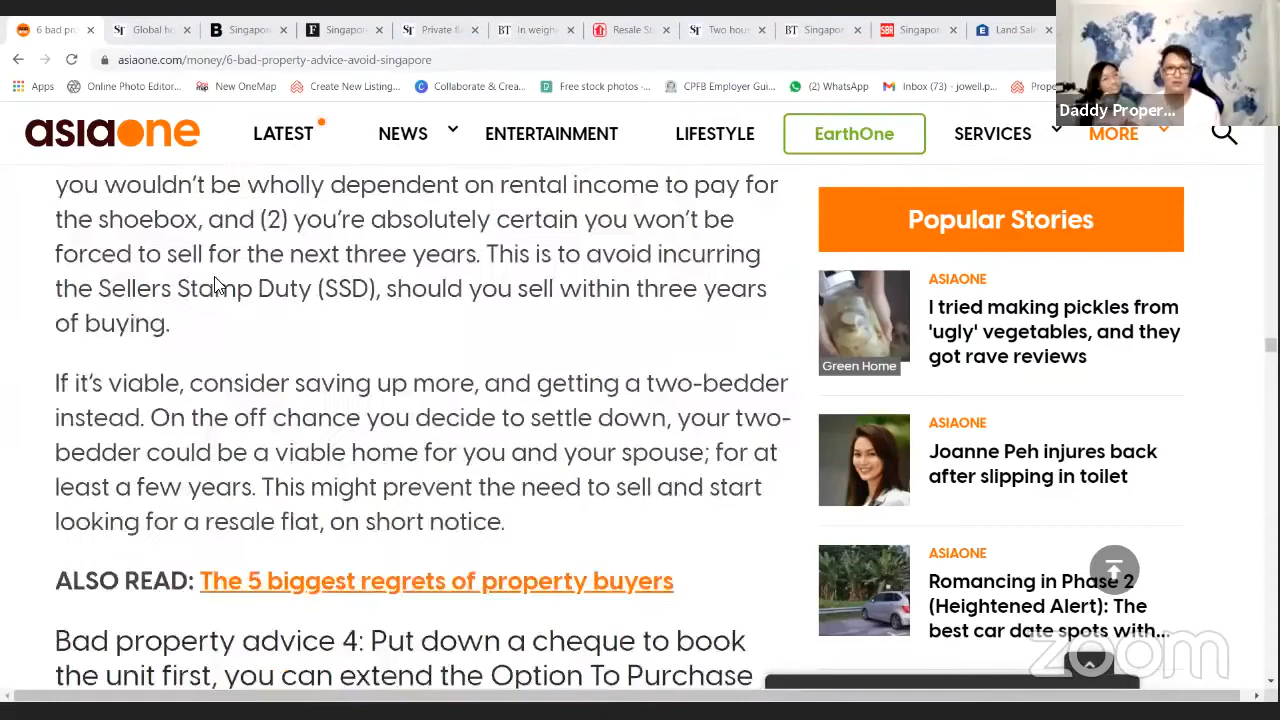 6 bad pr
Global h
Singapor
Singapor
Private fl
In weigh
Resale S
Two hous
Singapor
Singapor
Land Sal
asiaone.com/money/6-bad-property-advice-avoid-singapore
Apps
Online Photo Editor...
New OneMap
Create New Listing...
Collaborate & Crea...
Free stock photos ·...
CPFB Employer Gui...
(2) WhatsApp
Inbox (73) - jowell.p...
Prope
Daddy Proper...
asiaone
LATEST
NEWS
ENTERTAINMENT
LIFESTYLE
EarthOne
SERVICES
MORE
you wouldn't be wholly dependent on rental income to pay for
the shoebox, and (2) you're absolutely certain you won't be
forced to sell for the next three years. This is to avoid incurring
the Sellers Stamp Duty (SSD), should you sell within three years
of buying.
If it's viable, consider saving up more, and getting a two-bedder
instead. On the off chance you decide to settle down, your two-
bedder could be a viable home for you and your spouse; for at
least a few years. This might prevent the need to sell and start
looking for a resale flat, on short notice.
ALSO READ: The 5 biggest regrets of property buyers
Bad property advice 4: Put down a cheque to book
the unit first, you can extend the Option To Purchase
Popular Stories
ASIAONE
I tried making pickles from
'ugly' vegetables, and they
got rave reviews
Green Home
ASIAONE
Joanne Peh injures back
after slipping in toilet
ASIAONE
Romancing in Phase 2
(Heightened Alert): The
best car date spots with...
zoom